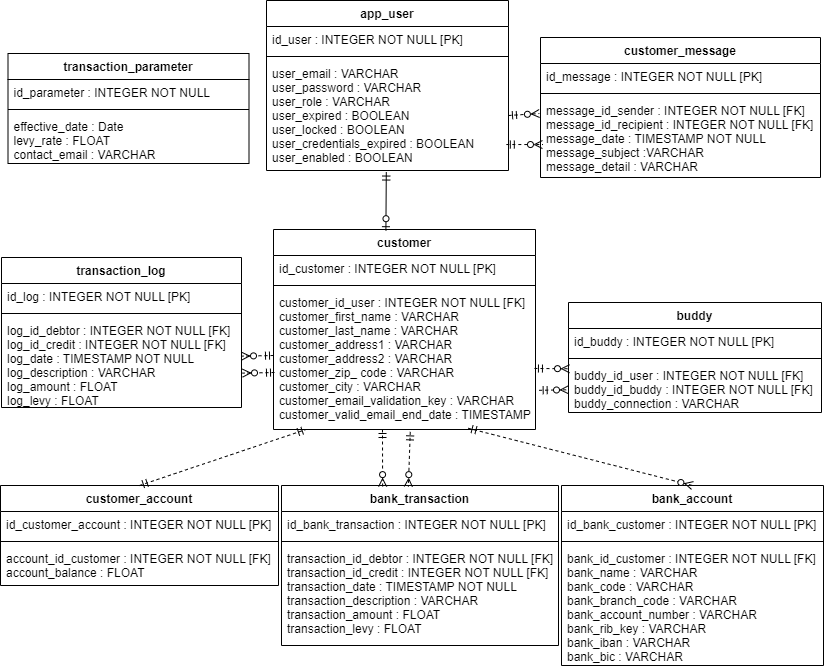 app_user
id_user : INTEGER NOT NULL [PK]
user_email : VARCHAR
user_password : VARCHAR
user_role : VARCHAR
user_expired : BOOLEAN
user_locked : BOOLEAN
user_credentials_expired : BOOLEAN
user_enabled : BOOLEAN
customer_message
id_message : INTEGER NOT NULL [PK]
message_id_sender : INTEGER NOT NULL [FK]
message_id_recipient : INTEGER NOT NULL [FK]
message_date : TIMESTAMP NOT NULL
message_subject :VARCHAR
message_detail : VARCHAR
transaction_parameter
id_parameter : INTEGER NOT NULL
effective_date : Date
levy_rate : FLOAT
contact_email : VARCHAR
customer
id_customer : INTEGER NOT NULL [PK]
customer_id_user : INTEGER NOT NULL [FK]
customer_first_name : VARCHAR
customer_last_name : VARCHAR
customer_address1 : VARCHAR
customer_address2 : VARCHAR
customer_zip_ code : VARCHAR
customer_city : VARCHAR
customer_email_validation_key : VARCHAR
customer_valid_email_end_date : TIMESTAMP
transaction_log
id_log : INTEGER NOT NULL [PK]
log_id_debtor : INTEGER NOT NULL [FK]
log_id_credit : INTEGER NOT NULL [FK]
log_date : TIMESTAMP NOT NULL
log_description : VARCHAR
log_amount : FLOAT
log_levy : FLOAT
buddy
id_buddy : INTEGER NOT NULL [PK]
buddy_id_user : INTEGER NOT NULL [FK]
buddy_id_buddy : INTEGER NOT NULL [FK]
buddy_connection : VARCHAR
customer_account
id_customer_account : INTEGER NOT NULL [PK]
account_id_customer : INTEGER NOT NULL [FK]
account_balance : FLOAT
bank_transaction
id_bank_transaction : INTEGER NOT NULL [PK]
transaction_id_debtor : INTEGER NOT NULL [FK]
transaction_id_credit : INTEGER NOT NULL [FK]
transaction_date : TIMESTAMP NOT NULL
transaction_description : VARCHAR
transaction_amount : FLOAT
transaction_levy : FLOAT
bank_account
id_bank_customer : INTEGER NOT NULL [PK]
bank_id_customer : INTEGER NOT NULL [FK]
bank_name : VARCHAR
bank_code : VARCHAR
bank_branch_code : VARCHAR
bank_account_number : VARCHAR
bank_rib_key : VARCHAR
bank_iban : VARCHAR
bank_bic : VARCHAR